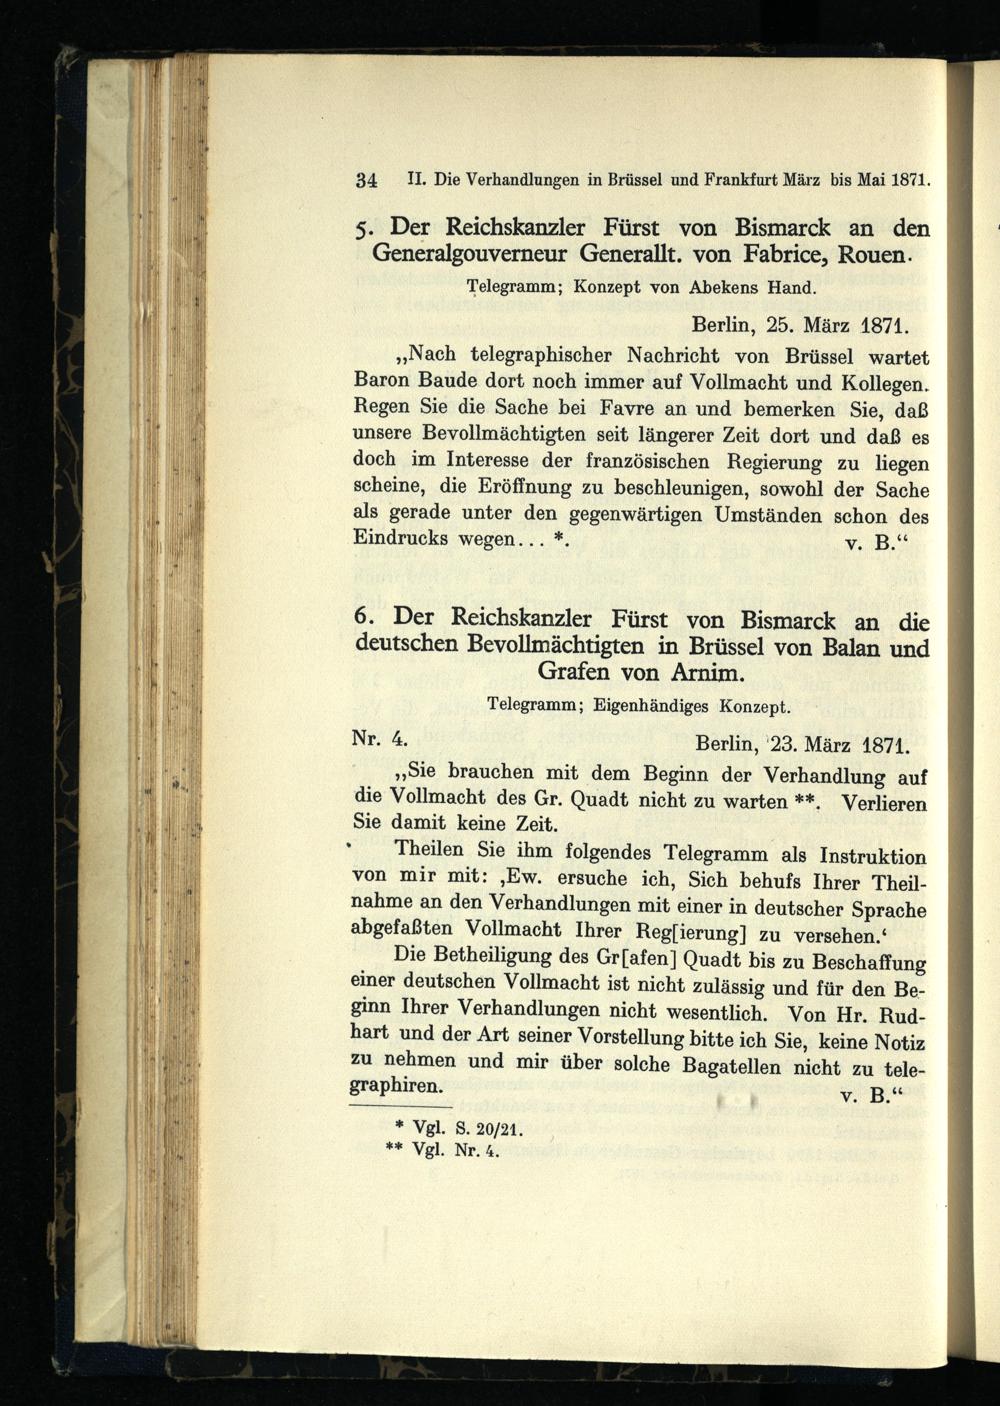 34 II. Die Verhandlungen in Brüssel und Frankfurt März bis Mai 1871.
5. Der Reichskanzler Fürst von Bismarck an den
Generalgouverneur Generallt. von Fabrice, Rouen.
Telegramm; Konzept von Abekens Hand.
Berlin, 25. März 1871.
„Nach telegraphischer Nachricht von Brüssel wartet
Baron Baude dort noch immer auf Vollmacht und Kollegen.
Regen Sie die Sache bei Favre an und bemerken Sie, daß
unsere Bevollmächtigten seit längerer Zeit dort und daß es
doch im Interesse der französischen Regierung zu liegen
scheine, die Eröffnung zu beschleunigen, sowohl der Sache
als gerade unter den gegenwärtigen Umständen schon des
Eindrucks wegen... *. v. B.“
6. Der Reichskanzler Fürst von Bismarck an die
deutschen Bevollmächtigten in Brüssel von Balan und
Grafen von Arnim.
Telegramm; Eigenhändiges Konzept.
Nr. 4. Berlin, 23. März 1871.
„Sie brauchen mit dem Beginn der Verhandlung auf
die Vollmacht des Gr. Quadt nicht zu warten **. Verlieren
Sie damit keine Zeit.
Theilen Sie ihm folgendes Telegramm als Instruktion
von mir mit: ‚Ew. ersuche ich, Sich behufs Ihrer Theil-
nahme an den Verhandlungen mit einer in deutscher Sprache
abgefaßten Vollmacht Ihrer Reg[ierung] zu versehen.‘
Die Betheiligung des Gr[afen] Quadt bis zu Beschaffung
einer deutschen Vollmacht ist nicht zulässig und für den Be-
ginn Ihrer Verhandlungen nicht wesentlich. Von Hr. Rud-
hart und der Art seiner Vorstellung bitte ich Sie, keine Notiz
zu nehmen und mir über solche Bagatellen nicht zu tele-
graphiren. v. B.“
* Vgl. S. 20/21.
** Vgl. Nr. 4.